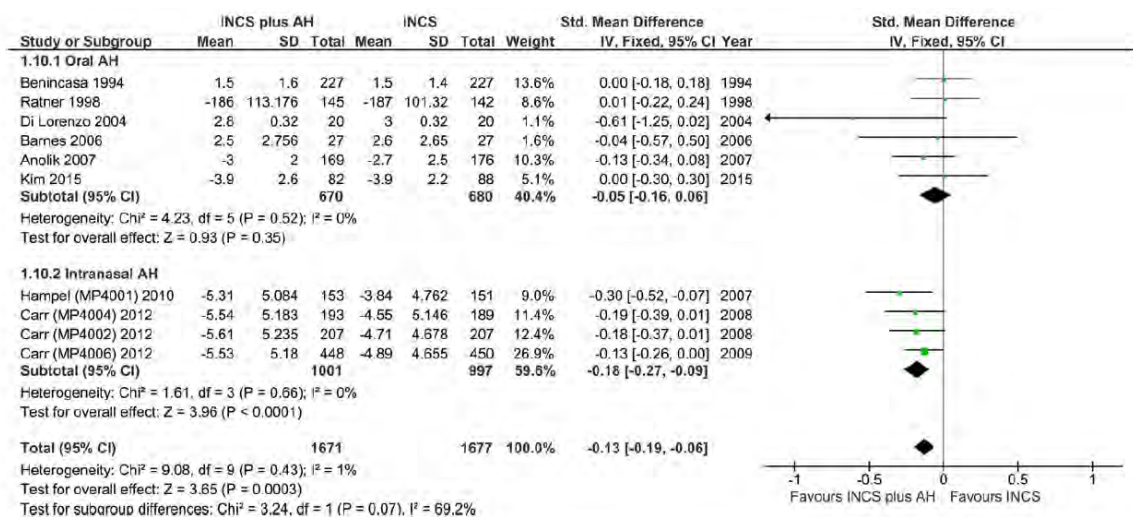 INCS plus AH INCS Std. Mean Difference Std. Mean Difference
Study or Subgroup Mean SD Total Mean SD Total Weight IV, Fixed, 95% CI Year IV, Fixed, 95% CI
1.10.1 Oral AH
Benincasa 1994 1.5 1.6 227 1.5 1.4 227 13.6% 0.00 [-0.18, 0.18] 1994
Ratner 1998 -186 113.176 145 -187 101.32 142 8.6% 0.01 [-0.22, 0.24] 1998
Di Lorenzo 2004 2.8 0.32 20 3 0.32 20 1.1% -0.61 [-1.25, 0.02] 2004
Barnes 2006 2.5 2.756 27 2.6 2.65 27 1.6% -0.04 [-0.57, 0.50] 2006
Anolik 2007 -3 2 169 -2.7 2.5 176 10.3% -0.13 [-0.34, 0.08] 2007
Kim 2015 -3.9 2.6 82 -3.9 2.2 88 5.1% 0.00 [-0.30, 0.30] 2015
Subtotal (95% CI) 670 680 40.4% -0.05 [-0.16, 0.06]
Heterogeneity: Chi² = 4.23, df = 5 (P = 0.52); I² = 0%
Test for overall effect: Z = 0.93 (P = 0.35)
1.10.2 Intranasal AH
Hampel (MP4001) 2010 -5.31 5.084 153 -3.84 4.762 151 9.0% -0.30 [-0.52, -0.07] 2007
Carr (MP4004) 2012 -5.54 5.183 193 -4.55 5.146 189 11.4% -0.19 [-0.39, 0.01] 2008
Carr (MP4002) 2012 -5.61 5.235 207 -4.71 4.678 207 12.4% -0.18 [-0.37, 0.01] 2008
Carr (MP4006) 2012 -5.53 5.18 448 -4.89 4.655 450 26.9% -0.13 [-0.26, 0.00] 2009
Subtotal (95% CI) 1001 997 59.6% -0.18 [-0.27, -0.09]
Heterogeneity: Chi² = 1.61, df = 3 (P = 0.66); I² = 0%
Test for overall effect: Z = 3.96 (P < 0.0001)
Total (95% CI) 1671 1677 100.0% -0.13 [-0.19, -0.06]
Heterogeneity: Chi² = 9.08, df = 9 (P = 0.43); I² = 1%
Test for overall effect: Z = 3.65 (P = 0.0003)
Test for subgroup differences: Chi² = 3.24, df = 1 (P = 0.07), I² = 69.2%
-1 -0.5 0 0.5 1
Favours INCS plus AH Favours INCS